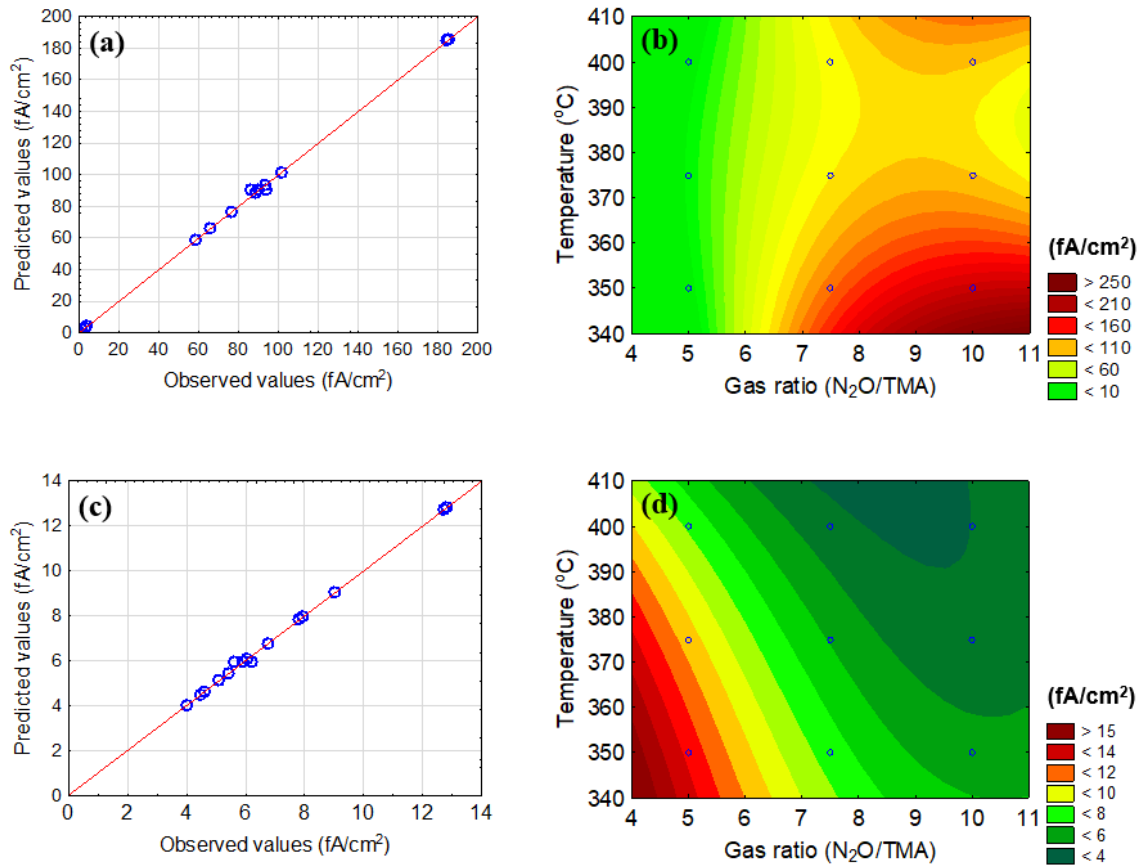 (a)
Predicted values (fA/cm²)
200
180
160
140
120
100
80
60
40
20
0
0 20 40 60 80 100 120 140 160 180 200
Observed values (fA/cm²)
(b)
Temperature (°C)
410
400
390
380
370
360
350
340
4 5 6 7 8 9 10 11
Gas ratio (N₂O/TMA)
(fA/cm²)
> 250
< 210
< 160
< 110
< 60
< 10
(c)
Predicted values (fA/cm²)
14
12
10
8
6
4
2
0
0 2 4 6 8 10 12 14
Observed values (fA/cm²)
(d)
Temperature (°C)
410
400
390
380
370
360
350
340
4 5 6 7 8 9 10 11
Gas ratio (N₂O/TMA)
(fA/cm²)
> 15
< 14
< 12
< 10
< 8
< 6
< 4